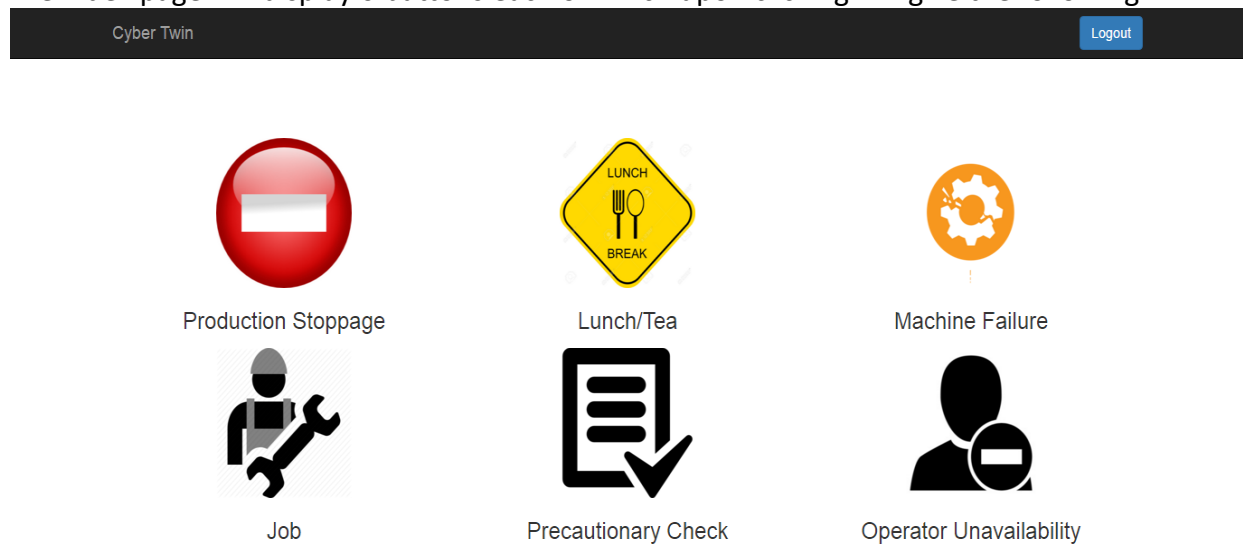 Cyber Twin
Logout
LUNCH
BREAK
Production Stoppage
Lunch/Tea
Machine Failure
Job
Precautionary Check
Operator Unavailability